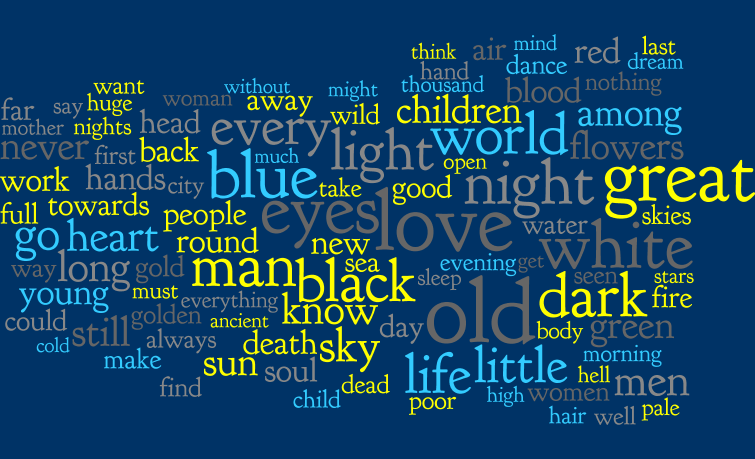 think
air
mind
red
last
hand
dance
dream
want
without
might
thousand
blood
nothing
far
say
huge
woman
away
wild
children
among
mother
nights
head
every
light
world
flowers
never
first
back
much
open
work
hands
city
blue
take
good
night
great
full
towards
people
eyes
love
water
skies
go
heart
round
new
white
way
long
gold
man
black
sea
evening
get
seen
stars
young
must
everything
know
sleep
old
dark
fire
could
still
golden
ancient
day
body
green
cold
make
always
death
sky
life
little
morning
sun
soul
find
dead
hell
women
men
child
poor
high
hair
well
pale